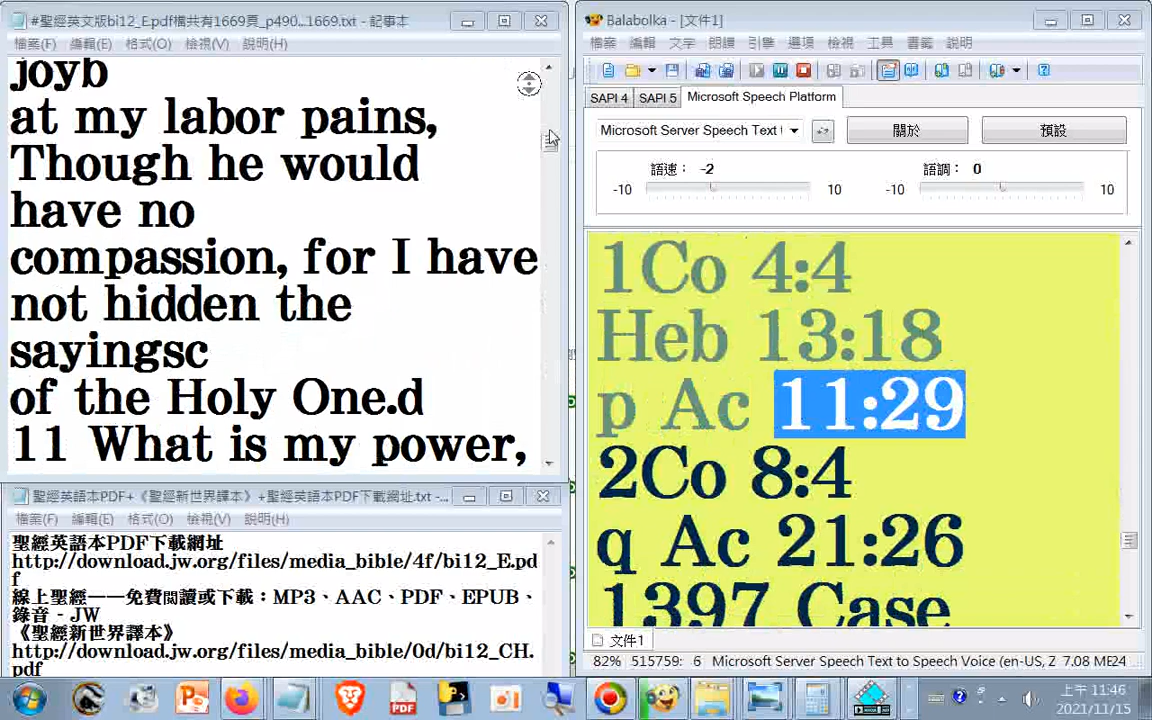 #聖經英文版bi12_E.pdf檔共有1669頁_p490...1669.txt - 記事本
檔案(F) 編輯(E) 格式(O) 檢視(V) 說明(H)
joyb
at my labor pains,
Though he would
have no
compassion, for I have
not hidden the
sayingsc
of the Holy One.d
11 What is my power,
聖經英語本PDF+《聖經新世界譯本》+聖經英語本PDF下載網址.txt -...
檔案(F) 編輯(E) 格式(O) 檢視(V) 說明(H)
聖經英語本PDF下載網址
http://download.jw.org/files/media_bible/4f/bi12_E.pd
f
線上聖經——免費閱讀或下載：MP3、AAC、PDF、EPUB、
錄音 - JW
《聖經新世界譯本》
http://download.jw.org/files/media_bible/0d/bi12_CH.
pdf
Balabolka - [文件1]
檔案 編輯 文字 朗讀 引擎 選項 檢視 工具 書籤 說明
SAPI 4 SAPI 5 Microsoft Speech Platform
Microsoft Server Speech Text 關於 預設
語速： -2 語調： 0
-10 10 -10 10
1Co 4:4
Heb 13:18
p Ac 11:29
2Co 8:4
q Ac 21:26
1397 Case
文件1
82% 515759: 6 Microsoft Server Speech Text to Speech Voice (en-US, Z 7.08 ME24
PDF
上午 11:46
2021/11/15